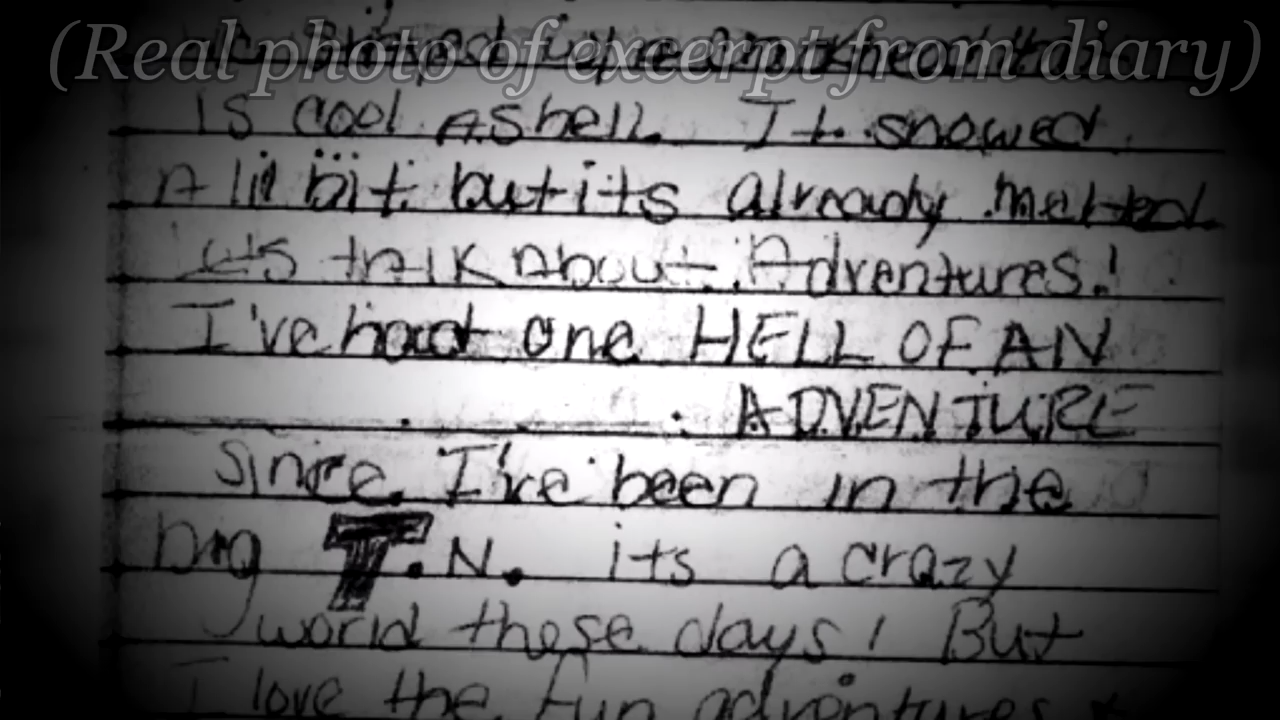 (Real photo of excerpt from diary)
is cool As hell. It snowed
A lil bit but its already melted
Lets talk About Adventures!
I've had one HELL OF AN
ADVENTURE
since I've been in the
big T.N. its a crazy
world these days! But
I love the fun adventures